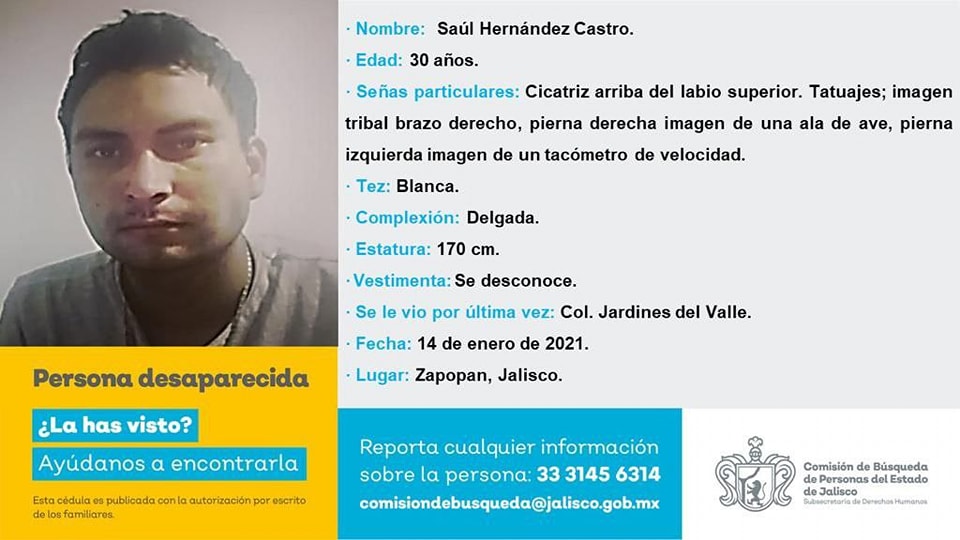 · Nombre: Saúl Hernández Castro.
· Edad: 30 años.
· Señas particulares: Cicatriz arriba del labio superior. Tatuajes; imagen
tribal brazo derecho, pierna derecha imagen de una ala de ave, pierna
izquierda imagen de un tacómetro de velocidad.
· Tez: Blanca.
· Complexión: Delgada.
· Estatura: 170 cm.
· Vestimenta: Se desconoce.
· Se le vio por última vez: Col. Jardines del Valle.
· Fecha: 14 de enero de 2021.
· Lugar: Zapopan, Jalisco.
Persona desaparecida
¿La has visto?
Ayúdanos a encontrarla
Esta cédula es publicada con la autorización por escrito
de los familiares.
Reporta cualquier información
sobre la persona: 33 3145 6314
comisiondebusqueda@jalisco.gob.mx
Comisión de Búsqueda
de Personas del Estado
de Jalisco
Subsecretaría de Derechos Humanos